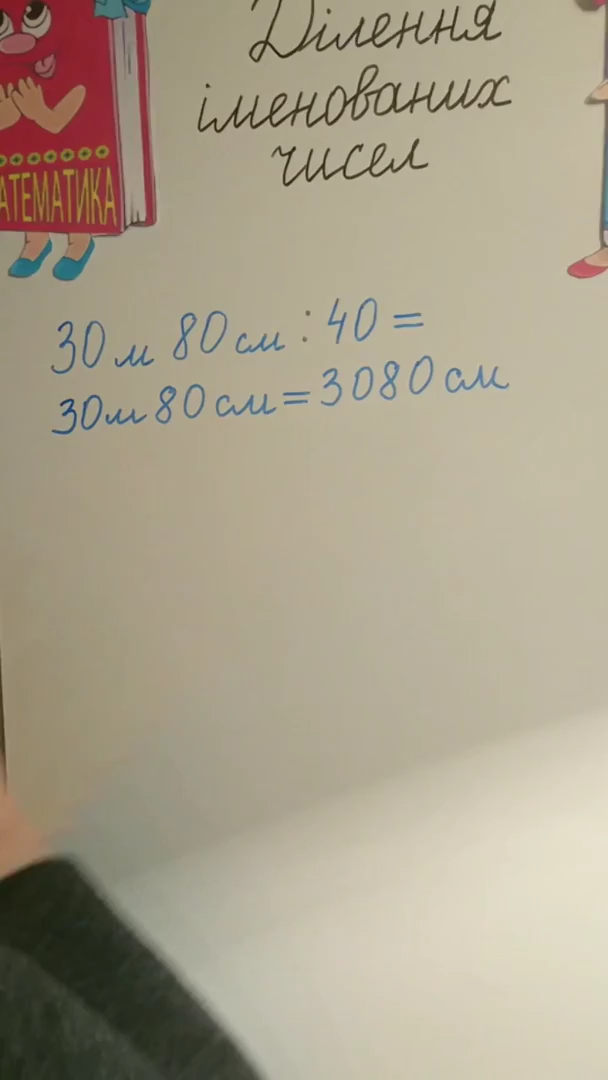 Ділення
іменованих
чисел
АТЕМАТИКА
30 м 80 см : 40 =
30 м 80 см = 3080 см